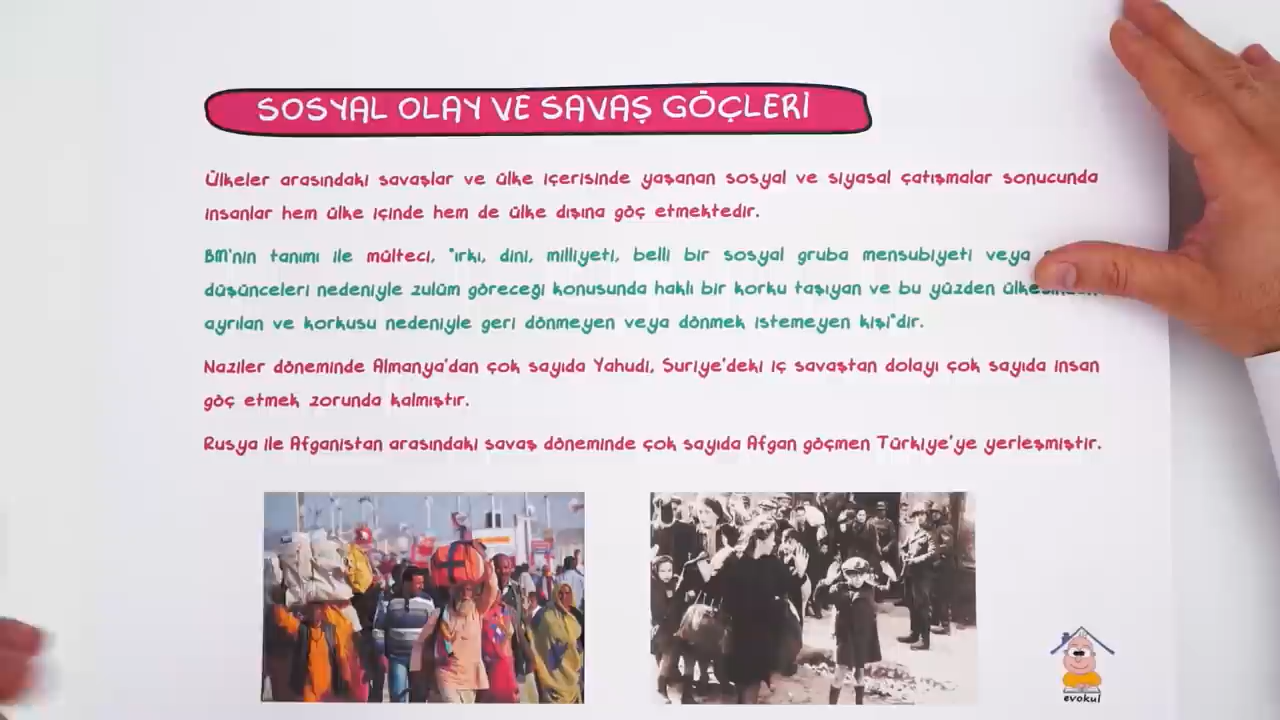 SOSYAL OLAY VE SAVAŞ GÖÇLERİ
Ülkeler arasındaki savaşlar ve ülke içerisinde yaşanan sosyal ve siyasal çatışmalar sonucunda
insanlar hem ülke içinde hem de ülke dışına göç etmektedir.
BM'nin tanımı ile mülteci, "ırkı, dini, milliyeti, belli bir sosyal gruba mensubiyeti veya
düşünceleri nedeniyle zulüm göreceği konusunda haklı bir korku taşıyan ve bu yüzden
ayrılan ve korkusu nedeniyle geri dönmeyen veya dönmek istemeyen kişi"dir.
Naziler döneminde Almanya'dan çok sayıda Yahudi, Suriye'deki iç savaştan dolayı çok sayıda insan
göç etmek zorunda kalmıştır.
Rusya ile Afganistan arasındaki savaş döneminde çok sayıda Afgan göçmen Türkiye'ye yerleşmiştir.
evokul